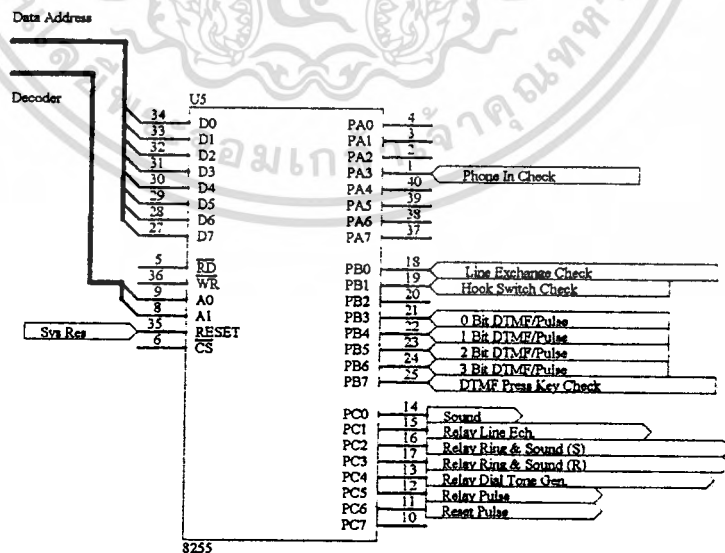 Data Address
Decoder
U5
34 D0
33 D1
32 D2
31 D3
30 D4
29 D5
28 D6
27 D7
5 RD
36 WR
9 A0
8 A1
Sys Res 35 RESET
6 CS
PA0 4
PA1 3
PA2 2
PA3 1 Phone In Check
PA4 40
PA5 39
PA6 38
PA7 37
PB0 18 Line Exchange Check
PB1 19 Hook Switch Check
PB2 20
PB3 21 0 Bit DTMF/Pulse
PB4 22 1 Bit DTMF/Pulse
PB5 23 2 Bit DTMF/Pulse
PB6 24 3 Bit DTMF/Pulse
PB7 25 DTMF Press Key Check
PC0 14 Sound
PC1 15 Relay Line Ech.
PC2 16 Relay Ring & Sound (S)
PC3 17 Relay Ring & Sound (R)
PC4 13 Relay Dial Tone Gen.
PC5 12 Relay Pulse
PC6 11 Reset Pulse
PC7 10
8255